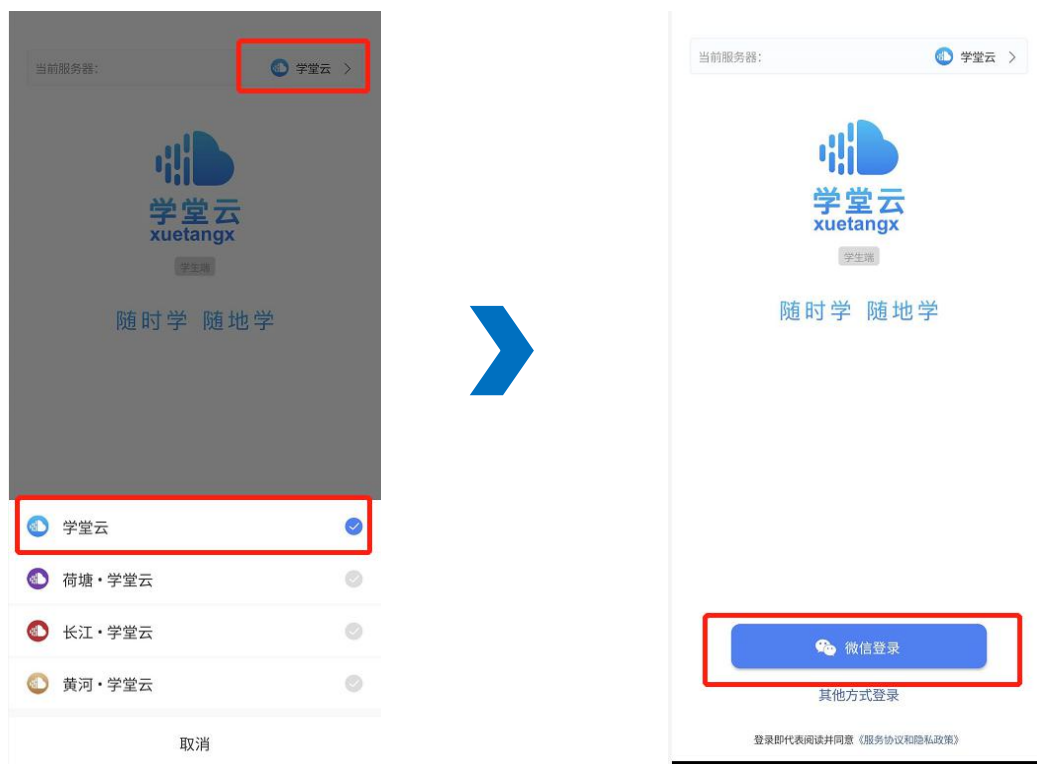 当前服务器:
学堂云
学堂云
xuetangx
学生端
随时学 随地学
学堂云
荷塘·学堂云
长江·学堂云
黄河·学堂云
取消
当前服务器:
学堂云
学堂云
xuetangx
学生端
随时学 随地学
微信登录
其他方式登录
登录即代表阅读并同意《服务协议和隐私政策》